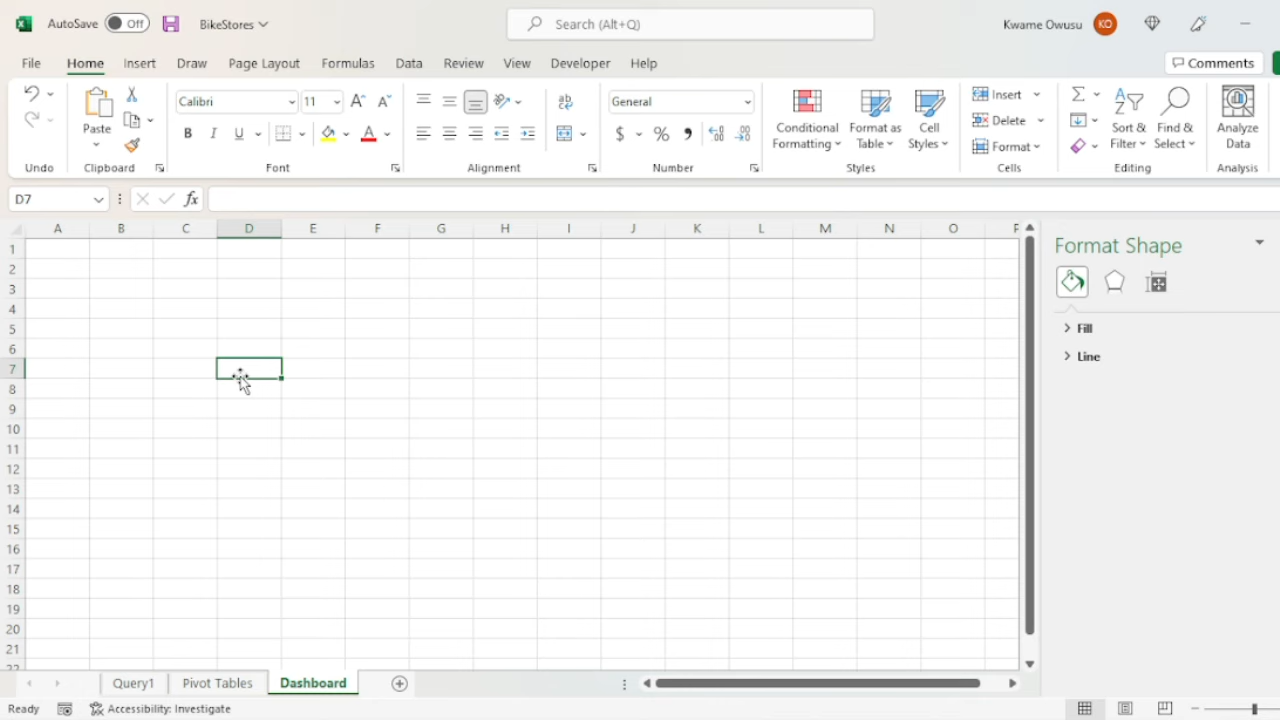 AutoSave Off BikeStores Search (Alt+Q) Kwame Owusu KO
File Home Insert Draw Page Layout Formulas Data Review View Developer Help Comments
Calibri 11 General Insert
Paste B I U $ % Conditional Formatting Format as Table Cell Styles Delete Sort & Filter Find & Select Analyze Data
Format
Undo Clipboard Font Alignment Number Styles Cells Editing Analysis
D7 fx
A B C D E F G H I J K L M N O P
Format Shape
1
2
3
4
5
6
7
8
9
10
11
12
13
14
15
16
17
18
19
20
21
22
Fill
Line
Query1 Pivot Tables Dashboard
Ready Accessibility: Investigate